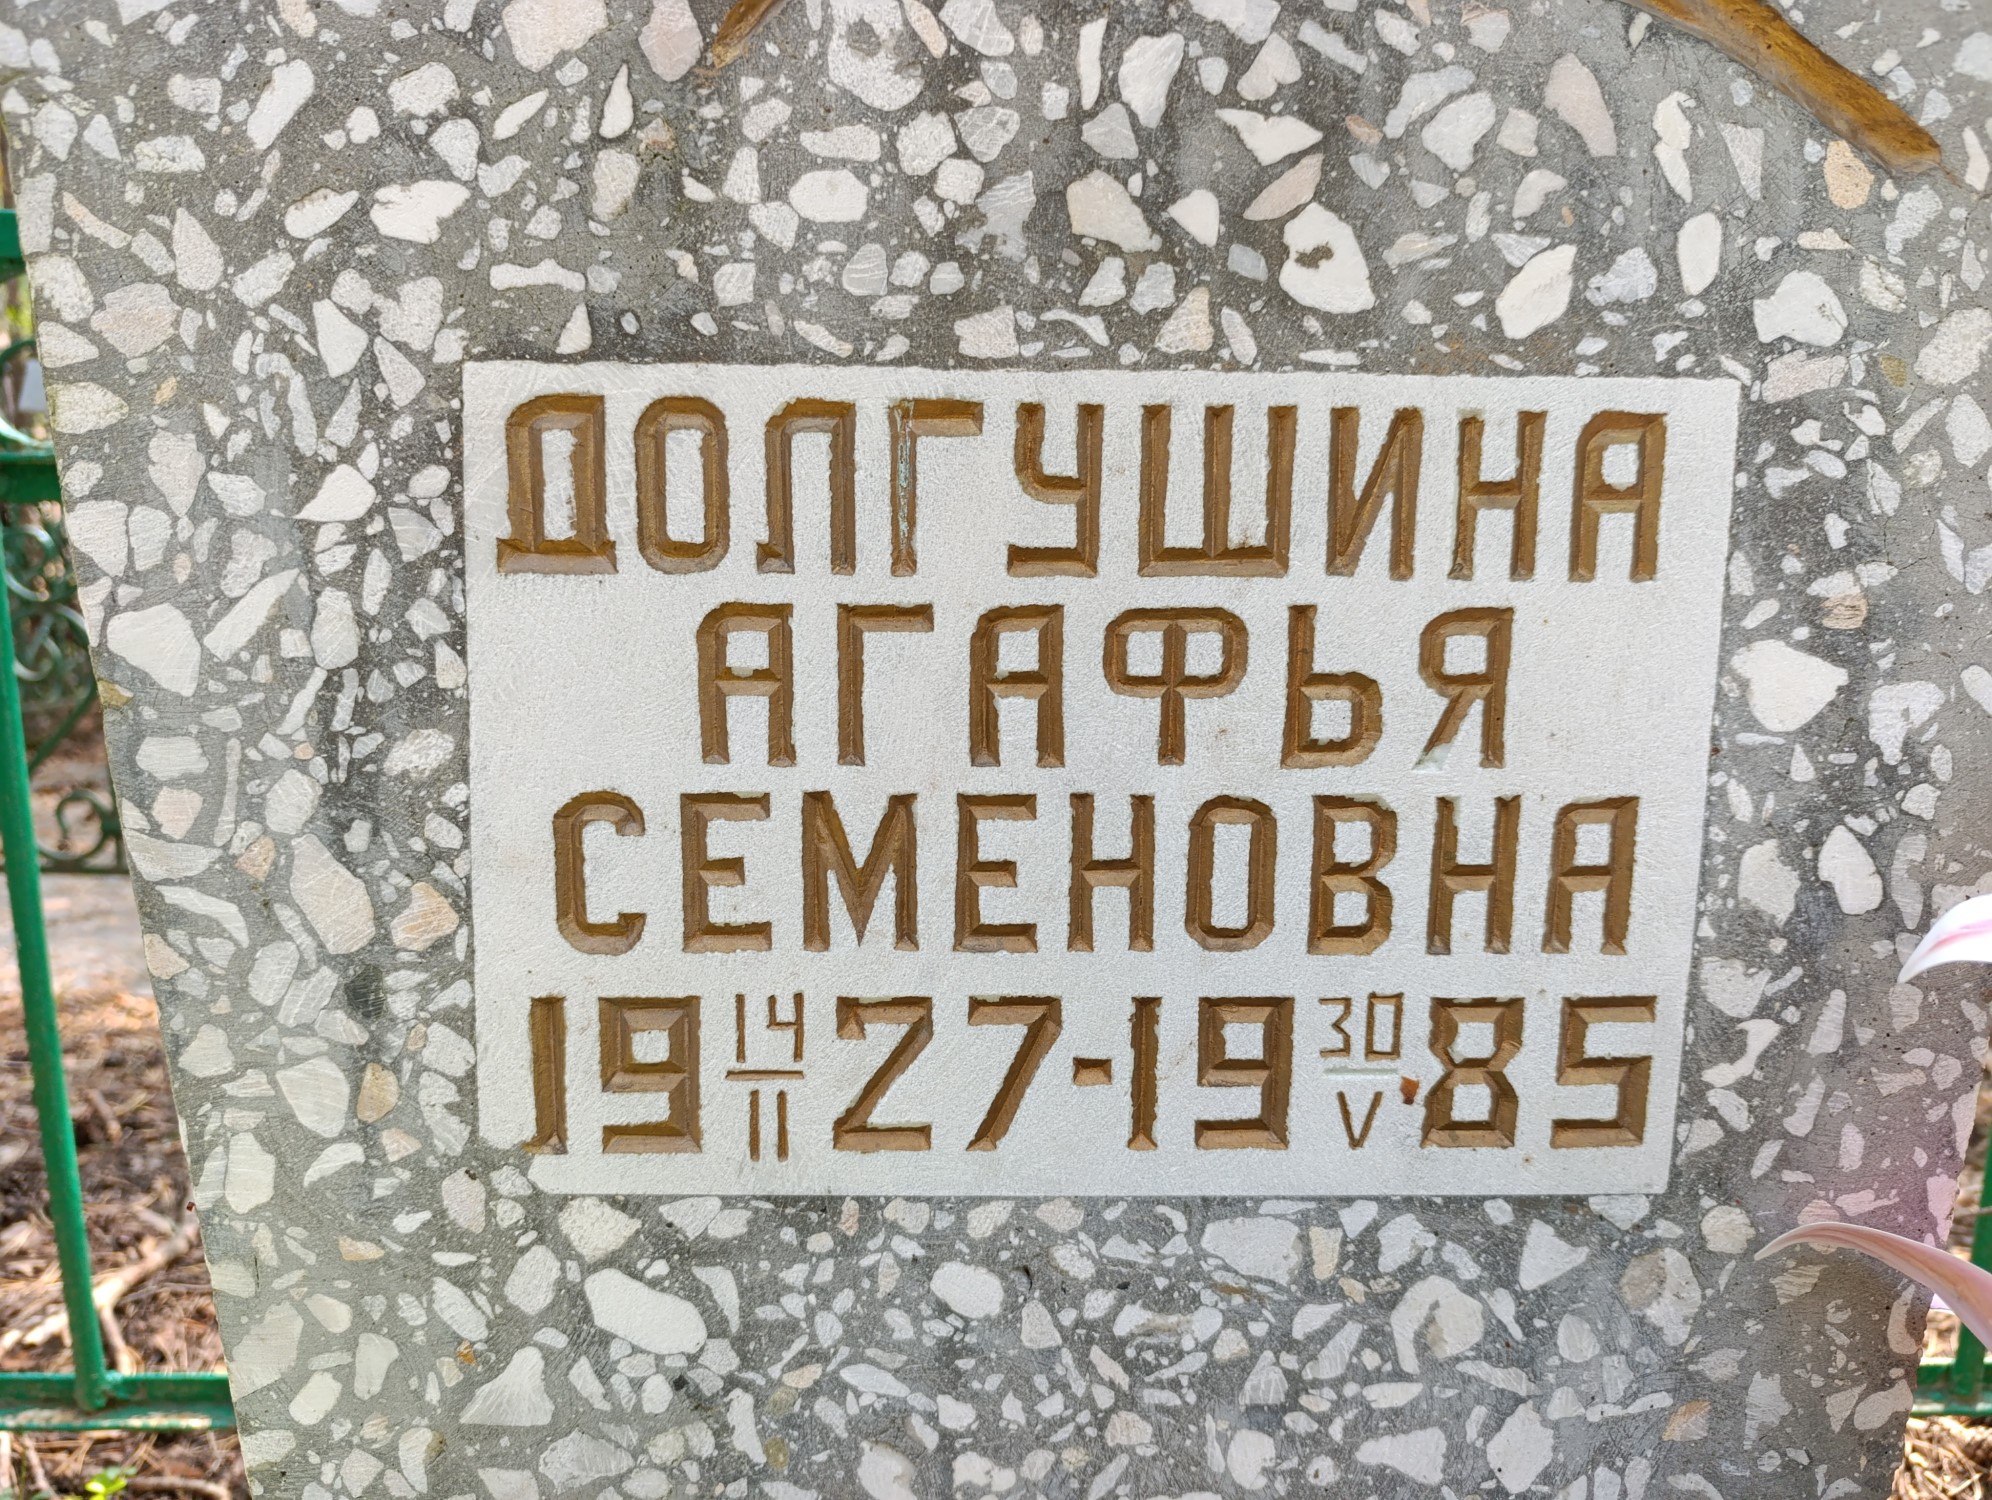 ДОЛГУШИНА
АГАФЬЯ
СЕМЕНОВНА
19 14/II 27-19 30/V 85